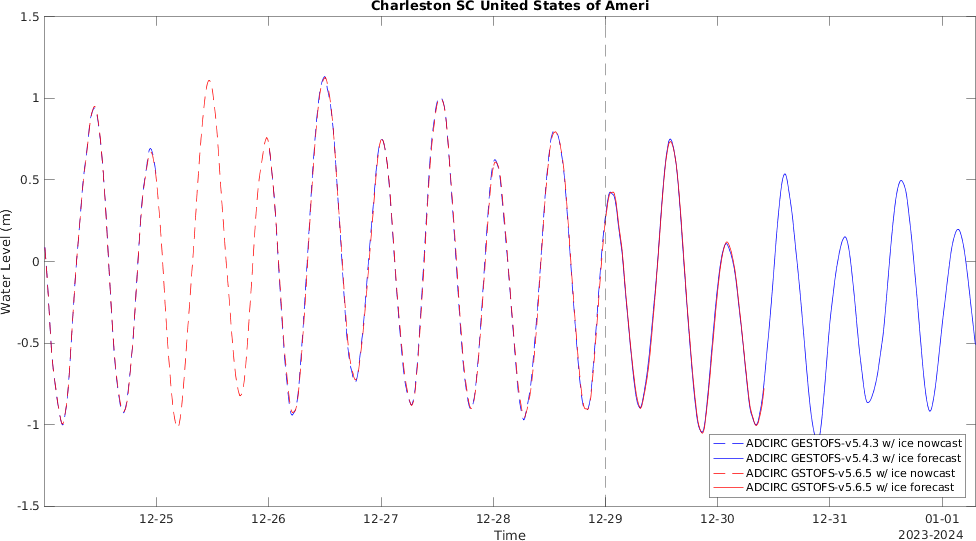 Charleston SC United States of Ameri
1.5
1
0.5
0
-0.5
-1
-1.5
Water Level (m)
ADCIRC GESTOFS-v5.4.3 w/ ice nowcast
ADCIRC GESTOFS-v5.4.3 w/ ice forecast
ADCIRC GSTOFS-v5.6.5 w/ ice nowcast
ADCIRC GSTOFS-v5.6.5 w/ ice forecast
12-25 12-26 12-27 12-28 12-29 12-30 12-31 01-01
Time
2023-2024